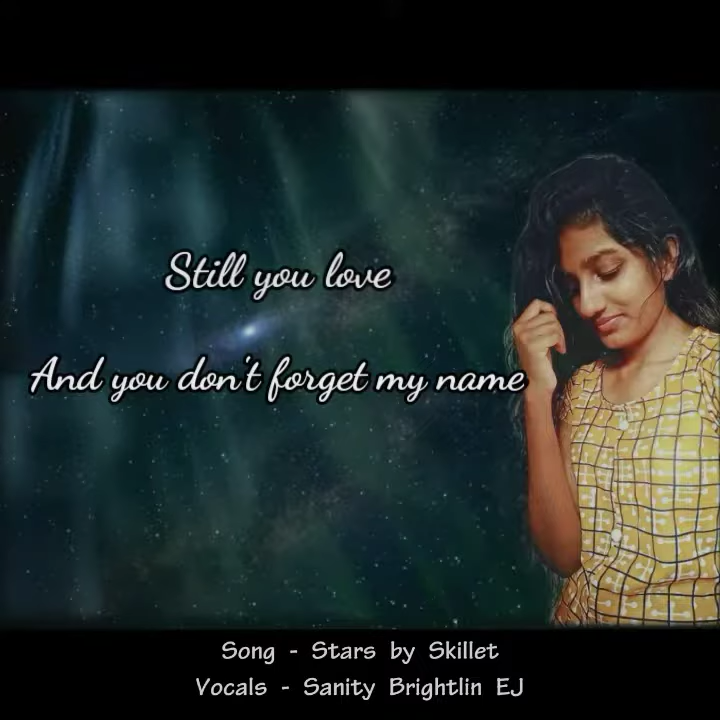 Still you love
And you don't forget my name
Song - Stars by Skillet
Vocals - Sanity Brightlin EJ